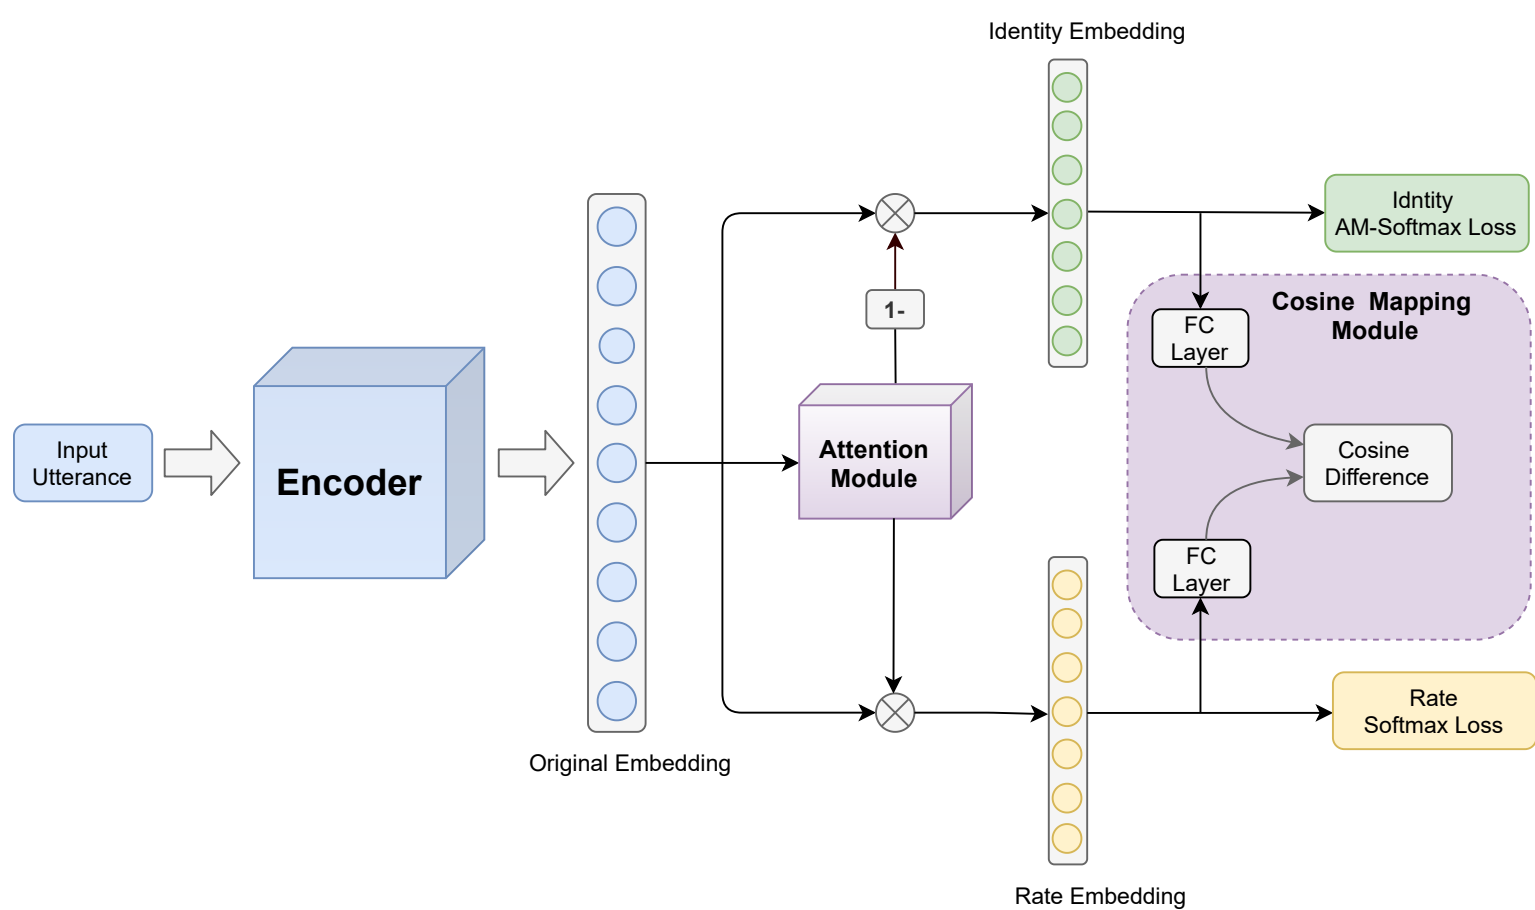 Identity Embedding
Idntity
AM-Softmax Loss
1-
Cosine Mapping
Module
FC
Layer
Input
Utterance
Encoder
Attention
Module
Cosine
Difference
FC
Layer
Original Embedding
Rate
Softmax Loss
Rate Embedding